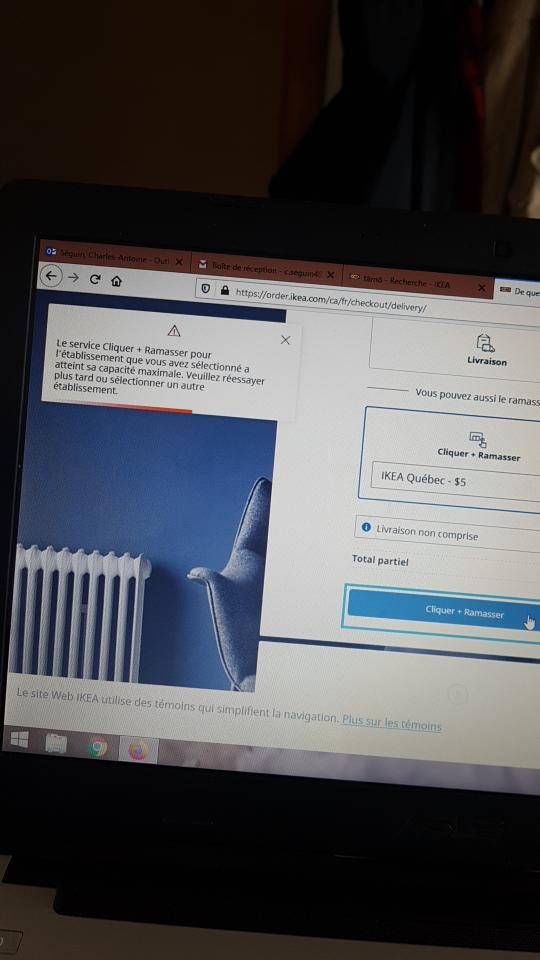 Séguin, Charles-Antoine - Outl
Boîte de réception - c.seguin4
tärnö - Recherche - IKEA
De que
https://order.ikea.com/ca/fr/checkout/delivery/
Le service Cliquer + Ramasser pour
l'établissement que vous avez sélectionné a
atteint sa capacité maximale. Veuillez réessayer
plus tard ou sélectionner un autre
établissement.
Livraison
Vous pouvez aussi le ramass
Cliquer + Ramasser
IKEA Québec - $5
Livraison non comprise
Total partiel
Cliquer + Ramasser
Le site Web IKEA utilise des témoins qui simplifient la navigation. Plus sur les témoins
ASUS